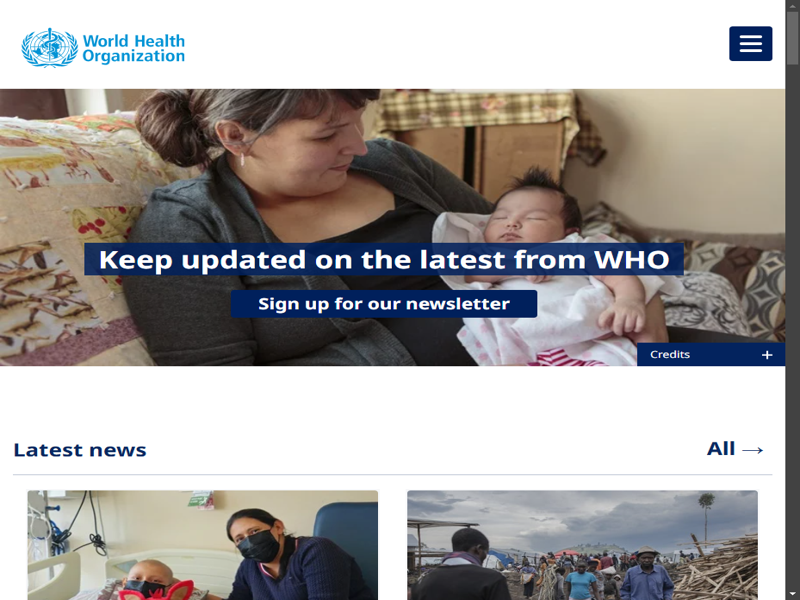 World Health
Organization
Keep updated on the latest from WHO
Sign up for our newsletter
Credits +
Latest news
All →